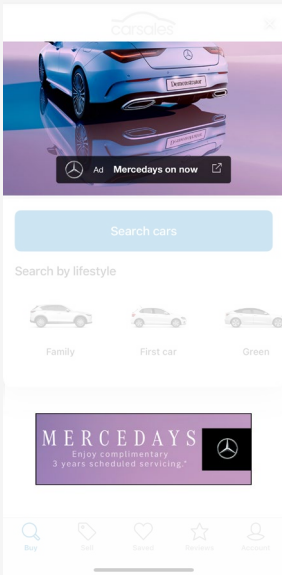 carsales
Demonstrator
Ad Mercedays on now
Search cars
Search by lifestyle
Family
First car
Green
MERCEDAYS
Enjoy complimentary
3 years scheduled servicing.^
Buy
Sell
Saved
Reviews
Account